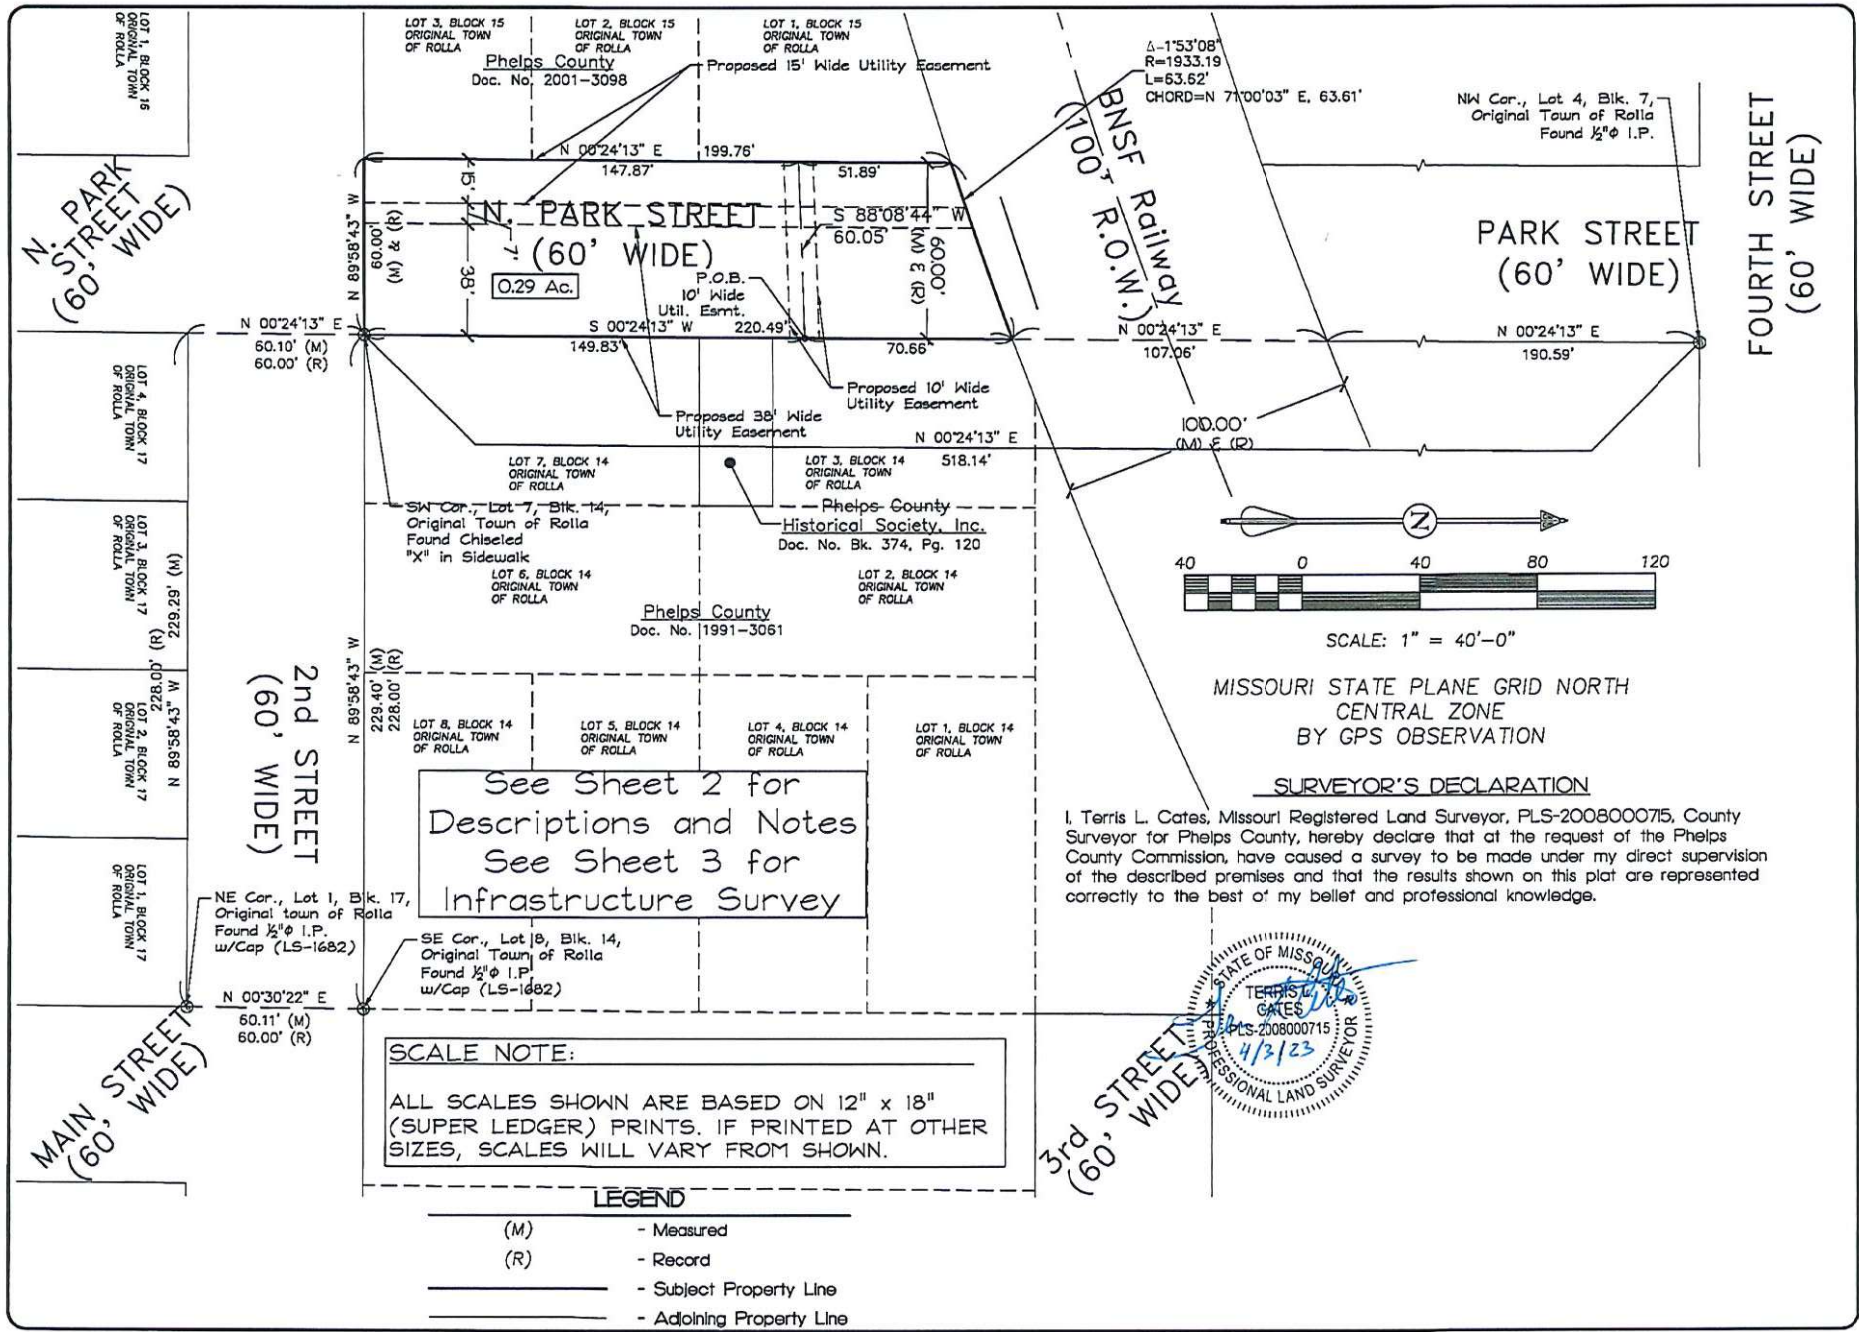 LOT 1, BLOCK 16
ORIGINAL TOWN
OF ROLLA
LOT 3, BLOCK 15
ORIGINAL TOWN
OF ROLLA
LOT 2, BLOCK 15
ORIGINAL TOWN
OF ROLLA
LOT 1, BLOCK 15
ORIGINAL TOWN
OF ROLLA
Phelps County
Doc. No. 2001-3098
Proposed 15' Wide Utility Easement
Δ-1°53'08"
R=1933.19
L=63.62'
CHORD=N 71°00'03" E, 63.61'
BNSF Railway
(100' R.O.W.)
NW Cor., Lot 4, Blk. 7,
Original Town of Rolla
Found ½"φ I.P.
FOURTH STREET
(60' WIDE)
N. PARK
STREET
(60' WIDE)
N 00°24'13" E 199.76'
147.87'
51.89'
N 89°58'43" W
60.00'
(M) & (R)
15'
7'
38'
N. PARK STREET
(60' WIDE)
0.29 Ac.
S 88°08'44" W
60.05'
60.00'
(M) & (R)
P.O.B.
10' Wide
Util. Esmt.
PARK STREET
(60' WIDE)
N 00°24'13" E
60.10' (M)
60.00' (R)
S 00°24'13" W 220.49'
149.83'
70.66'
N 00°24'13" E
107.06'
N 00°24'13" E
190.59'
Proposed 10' Wide
Utility Easement
Proposed 38' Wide
Utility Easement
N 00°24'13" E
518.14'
100.00'
(M) & (R)
LOT 4, BLOCK 17
ORIGINAL TOWN
OF ROLLA
LOT 7, BLOCK 14
ORIGINAL TOWN
OF ROLLA
LOT 3, BLOCK 14
ORIGINAL TOWN
OF ROLLA
SW Cor., Lot 7, Blk. 14,
Original Town of Rolla
Found Chiseled
"X" in Sidewalk
Phelps County
Historical Society, Inc.
Doc. No. Bk. 374, Pg. 120
N
LOT 3, BLOCK 17
ORIGINAL TOWN
OF ROLLA
N 89°58'43" W
229.29' (M)
228.0' (R)
LOT 6, BLOCK 14
ORIGINAL TOWN
OF ROLLA
LOT 2, BLOCK 14
ORIGINAL TOWN
OF ROLLA
Phelps County
Doc. No. 1991-3061
40 0 40 80 120
SCALE: 1" = 40'-0"
MISSOURI STATE PLANE GRID NORTH
CENTRAL ZONE
BY GPS OBSERVATION
LOT 2, BLOCK 17
ORIGINAL TOWN
OF ROLLA
2nd STREET
(60' WIDE)
N 89°58'43" W
229.40' (M)
228.00' (R)
LOT 8, BLOCK 14
ORIGINAL TOWN
OF ROLLA
LOT 5, BLOCK 14
ORIGINAL TOWN
OF ROLLA
LOT 4, BLOCK 14
ORIGINAL TOWN
OF ROLLA
LOT 1, BLOCK 14
ORIGINAL TOWN
OF ROLLA
See Sheet 2 for
Descriptions and Notes
See Sheet 3 for
Infrastructure Survey
SURVEYOR'S DECLARATION
I, Terris L. Cates, Missouri Registered Land Surveyor, PLS-2008000715, County
Surveyor for Phelps County, hereby declare that at the request of the Phelps
County Commission, have caused a survey to be made under my direct supervision
of the described premises and that the results shown on this plat are represented
correctly to the best of my belief and professional knowledge.
LOT 1, BLOCK 17
ORIGINAL TOWN
OF ROLLA
NE Cor., Lot 1, Blk. 17,
Original town of Rolla
Found ½"φ I.P.
w/Cap (LS-1682)
SE Cor., Lot 8, Blk. 14,
Original Town of Rolla
Found ½"φ I.P.
w/Cap (LS-1682)
N 00°30'22" E
60.11' (M)
60.00' (R)
MAIN STREET
(60' WIDE)
STATE OF MISSOURI
TERRIS L.
CATES
PLS-2008000715
4/3/23
PROFESSIONAL LAND SURVEYOR
3rd STREET
(60' WIDE)
SCALE NOTE:
ALL SCALES SHOWN ARE BASED ON 12" x 18"
(SUPER LEDGER) PRINTS. IF PRINTED AT OTHER
SIZES, SCALES WILL VARY FROM SHOWN.
LEGEND
(M) - Measured
(R) - Record
- Subject Property Line
- Adjoining Property Line